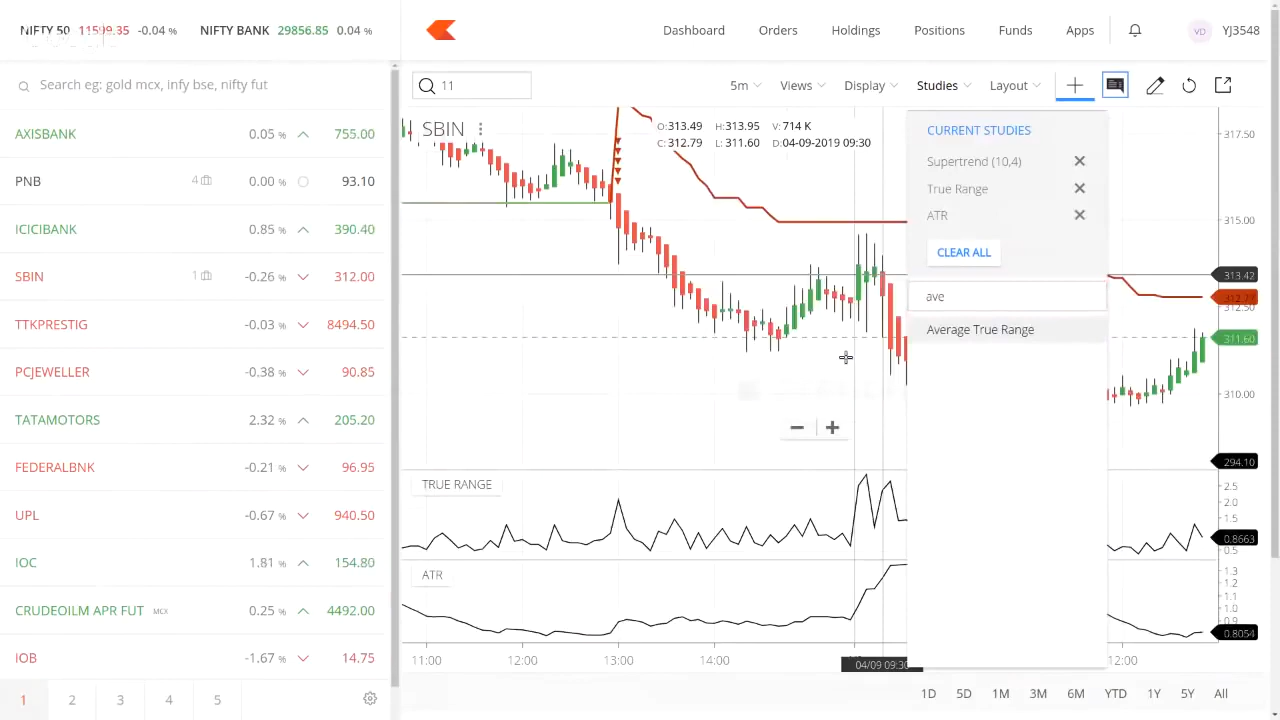 NIFTY 50 11599.35 -0.04 % NIFTY BANK 29856.85 0.04 %
Dashboard Orders Holdings Positions Funds Apps VD YJ3548
Search eg: gold mcx, infy bse, nifty fut
11 5m Views Display Studies Layout
AXISBANK 0.05 % 755.00
PNB 4 0.00 % 93.10
ICICIBANK 0.85 % 390.40
SBIN 1 -0.26 % 312.00
TTKPRESTIG -0.03 % 8494.50
PCJEWELLER -0.38 % 90.85
TATAMOTORS 2.32 % 205.20
FEDERALBNK -0.21 % 96.95
UPL -0.67 % 940.50
IOC 1.81 % 154.80
CRUDEOILM APR FUT MCX 0.25 % 4492.00
IOB -1.67 % 14.75
1 2 3 4 5
SBIN
O:313.49 H:313.95 V:714 K
C:312.79 L:311.60 D:04-09-2019 09:30
CURRENT STUDIES
Supertrend (10,4)
True Range
ATR
CLEAR ALL
ave
Average True Range
317.50
315.00
313.42
312.50
311.60
310.00
294.10
TRUE RANGE
2.5
2.0
1.5
0.8663
0.5
ATR
1.3
1.2
1.1
1.0
0.9
0.8054
11:00 12:00 13:00 14:00 04/09 09:30 12:00
1D 5D 1M 3M 6M YTD 1Y 5Y All